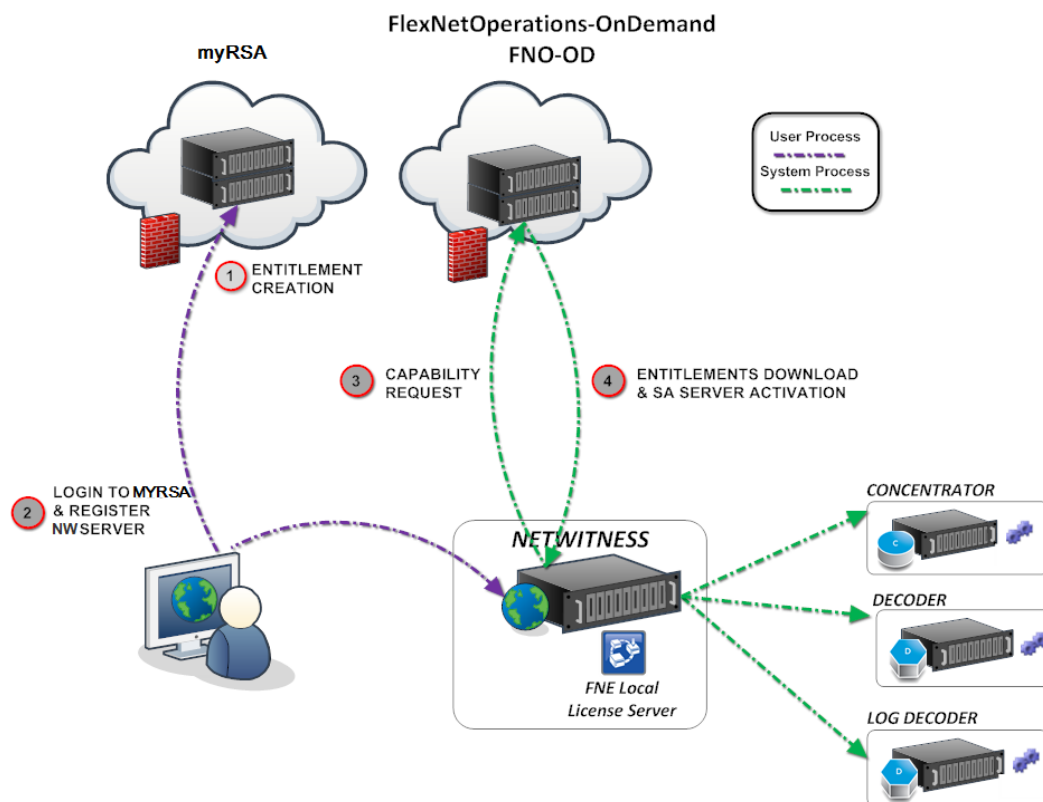 FlexNetOperations-OnDemand
FNO-OD
myRSA
User Process
System Process
1
ENTITLEMENT
CREATION
3
CAPABILITY
REQUEST
4
ENTITLEMENTS DOWNLOAD
& SA SERVER ACTIVATION
2
LOGIN TO MYRSA
& REGISTER
NWSERVER
NETWITNESS
FNE Local
License Server
CONCENTRATOR
C
DECODER
D
LOG DECODER
D